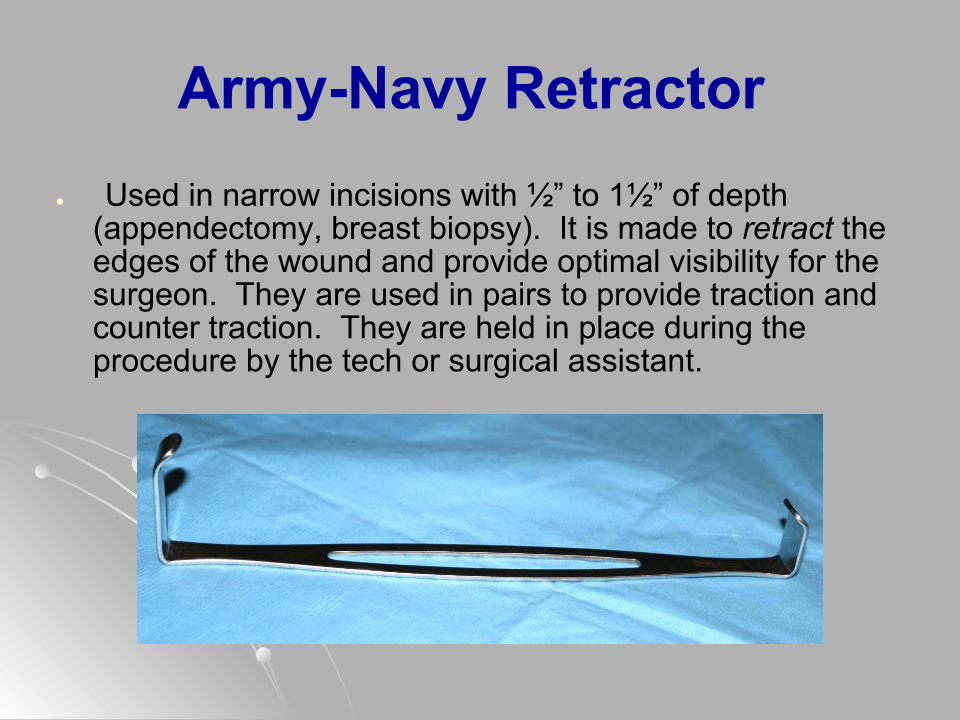 Army-Navy Retractor
● Used in narrow incisions with ½” to 1½” of depth
(appendectomy, breast biopsy).  It is made to retract the
edges of the wound and provide optimal visibility for the
surgeon.  They are used in pairs to provide traction and
counter traction.  They are held in place during the
procedure by the tech or surgical assistant.